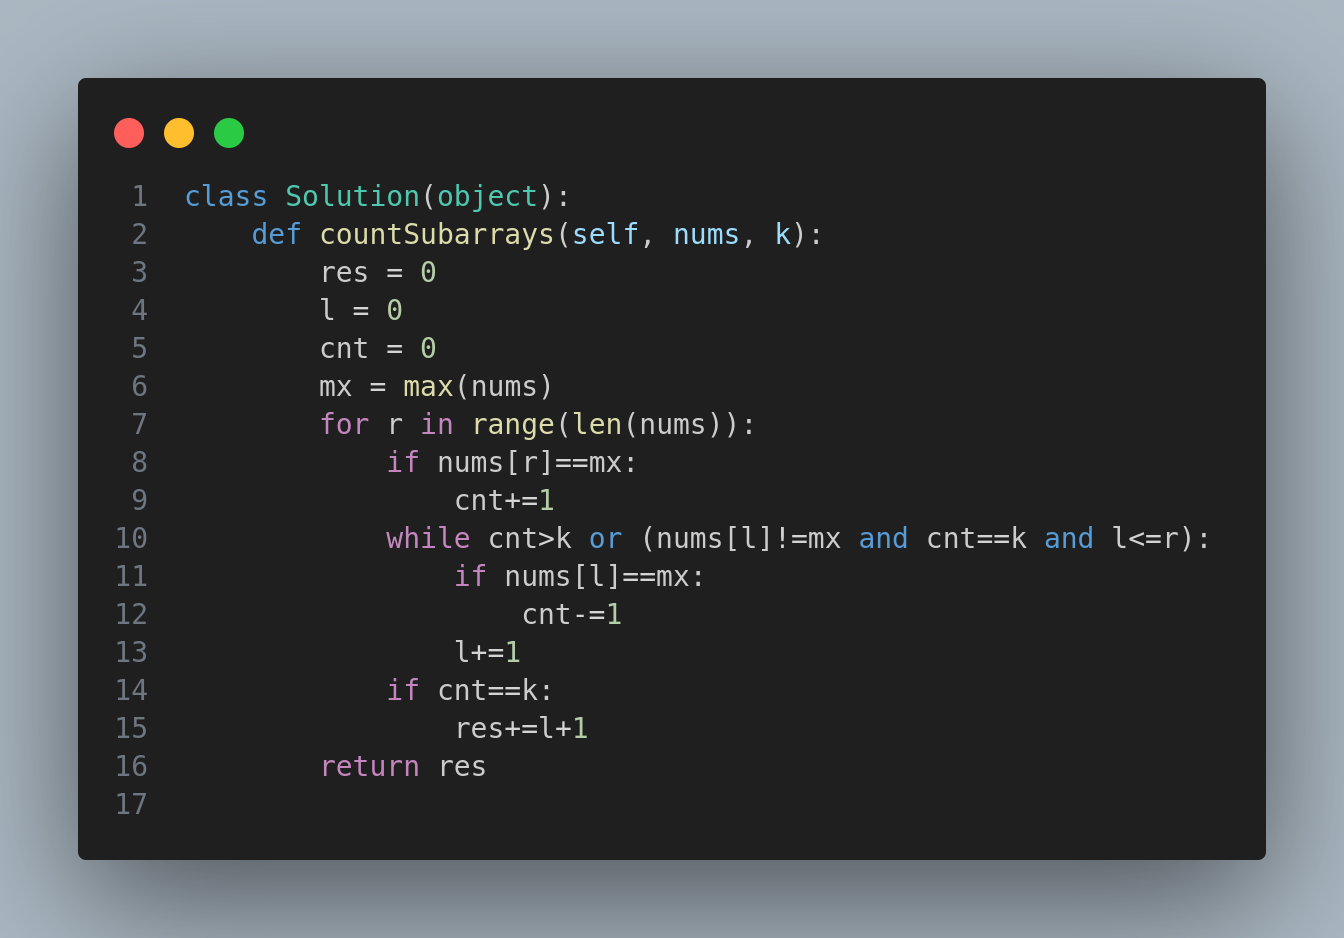 1 class Solution(object):
2     def countSubarrays(self, nums, k):
3         res = 0
4         l = 0
5         cnt = 0
6         mx = max(nums)
7         for r in range(len(nums)):
8             if nums[r]==mx:
9                 cnt+=1
10             while cnt>k or (nums[l]!=mx and cnt==k and l<=r):
11                 if nums[l]==mx:
12                     cnt-=1
13                 l+=1
14             if cnt==k:
15                 res+=l+1
16         return res
17